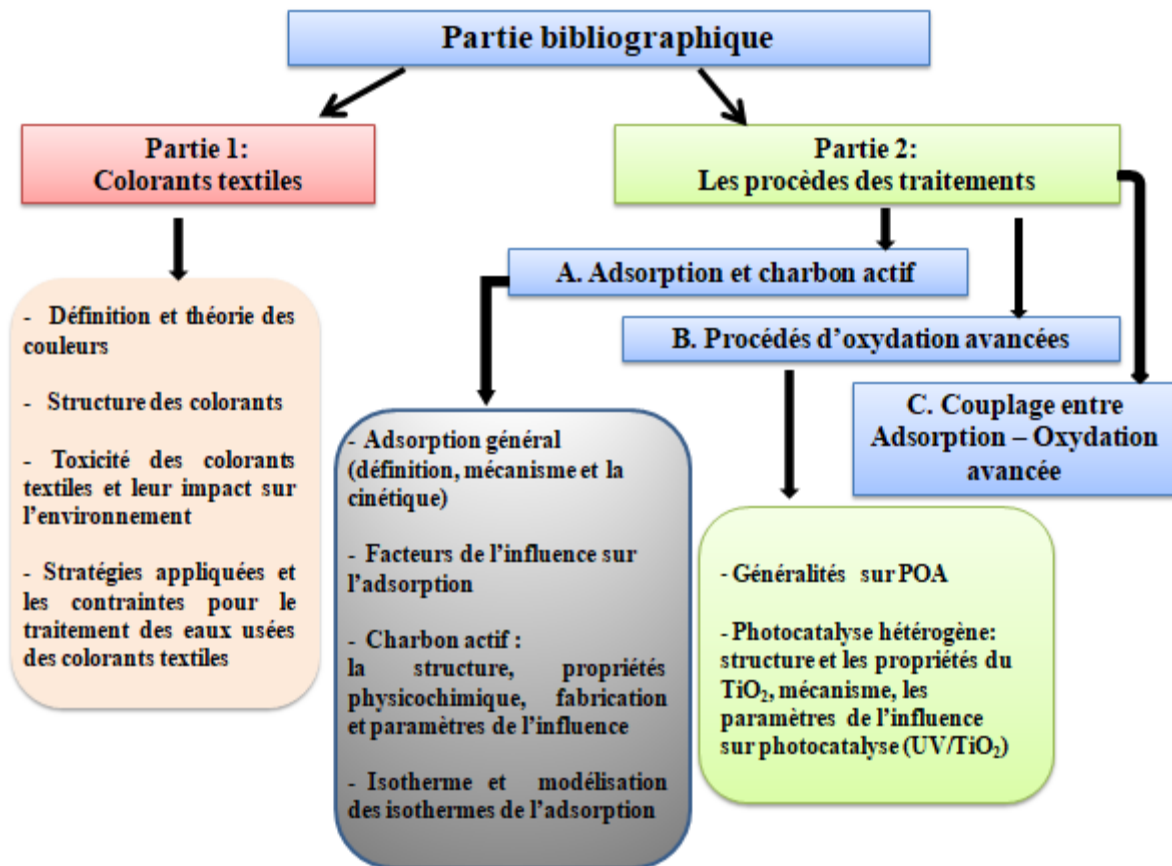 Partie bibliographique
Partie 1:
Colorants textiles
Partie 2:
Les procèdes des traitements
A. Adsorption et charbon actif
B. Procédés d’oxydation avancées
C. Couplage entre
Adsorption – Oxydation
avancée
- Définition et théorie des
couleurs
- Structure des colorants
- Toxicité des colorants
textiles et leur impact sur
l’environnement
- Stratégies appliquées et
les contraintes pour le
traitement des eaux usées
des colorants textiles
- Adsorption général
(définition, mécanisme et la
cinétique)
- Facteurs de l’influence sur
l’adsorption
- Charbon actif :
la structure, propriétés
physicochimique, fabrication
et paramètres de l’influence
- Isotherme et modélisation
des isothermes de l’adsorption
- Généralités sur POA
- Photocatalyse hétérogène:
structure et les propriétés du
TiO₂, mécanisme, les
paramètres de l’influence
sur photocatalyse (UV/TiO₂)